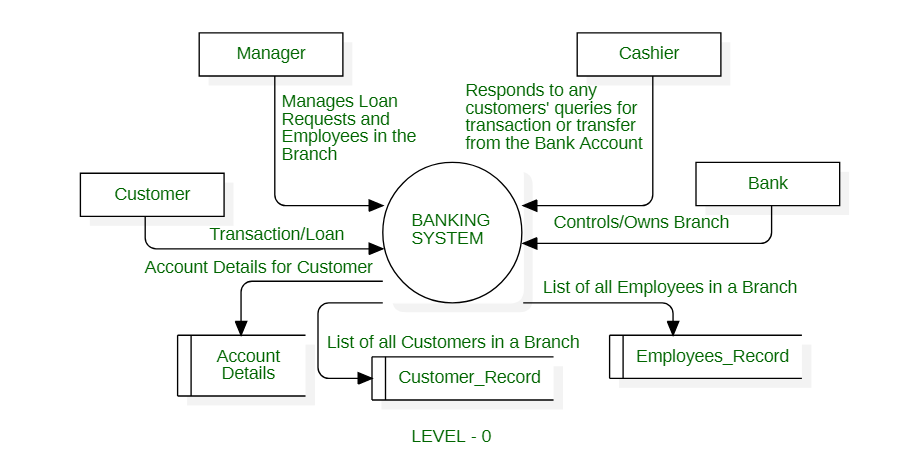 Manager
Cashier
Manages Loan
Requests and
Employees in the
Branch
Responds to any
customers' queries for
transaction or transfer
from the Bank Account
Customer
Bank
BANKING
SYSTEM
Transaction/Loan
Controls/Owns Branch
Account Details for Customer
List of all Employees in a Branch
List of all Customers in a Branch
Account
Details
Customer_Record
Employees_Record
LEVEL - 0